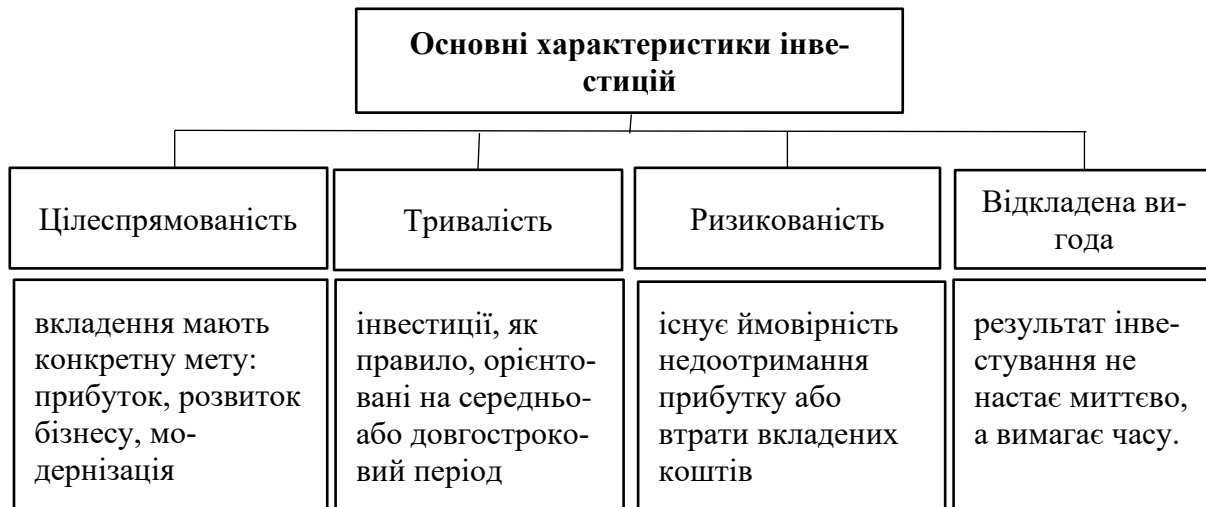 Основні характеристики інве-
стицій
Цілеспрямованість
Тривалість
Ризикованість
Відкладена ви-
года
вкладення мають
конкретну мету:
прибуток, розвиток
бізнесу, мо-
дернізація
інвестиції, як
правило, орієнто-
вані на середньо-
або довгостроко-
вий період
існує ймовірність
недоотримання
прибутку або
втрати вкладених
коштів
результат інве-
стування не
настає миттєво,
а вимагає часу.